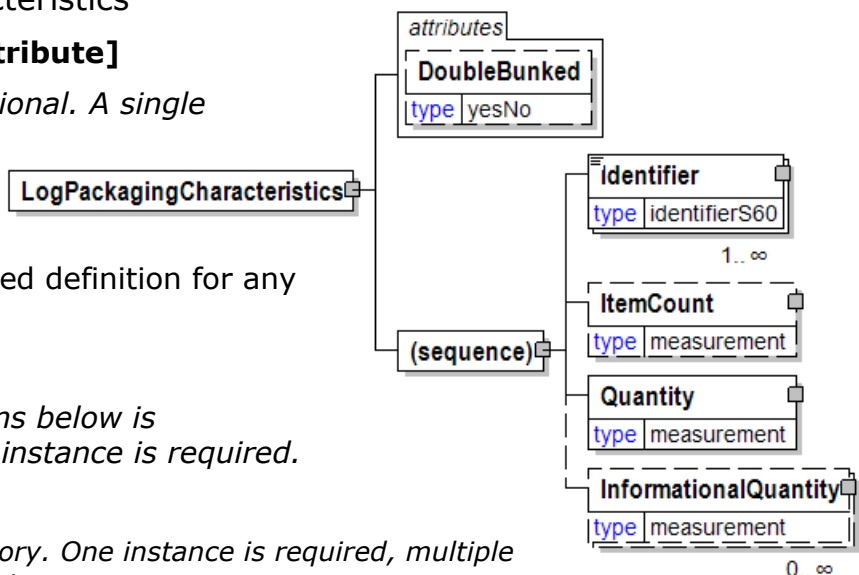 cteristics
tribute]
ional. A single
ed definition for any
ns below is
instance is required.
ory. One instance is required, multiple
attributes
DoubleBunked
type yesNo
LogPackagingCharacteristics
(sequence)
Identifier
type identifierS60
1.. ∞
ItemCount
type measurement
Quantity
type measurement
InformationalQuantity
type measurement
0.. ∞